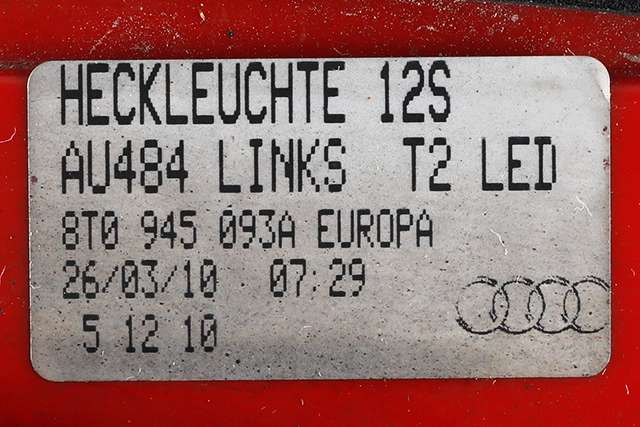 HECKLEUCHTE 12S
AU484 LINKS T2 LED
8T0 945 093A EUROPA
26/03/10 07:29
5 12 10